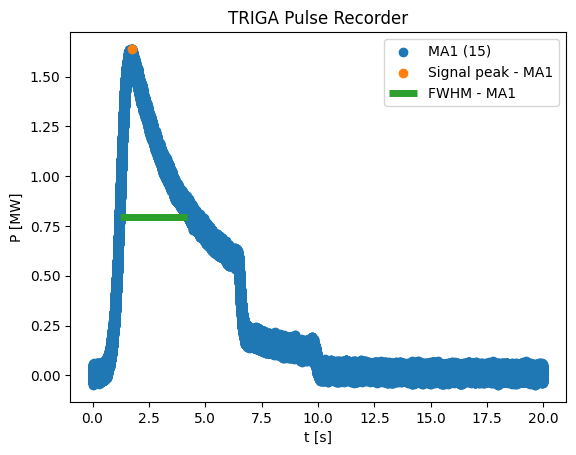 TRIGA Pulse Recorder
MA1 (15)
Signal peak - MA1
FWHM - MA1
P [MW]
1.50
1.25
1.00
0.75
0.50
0.25
0.00
0.0 2.5 5.0 7.5 10.0 12.5 15.0 17.5 20.0
t [s]